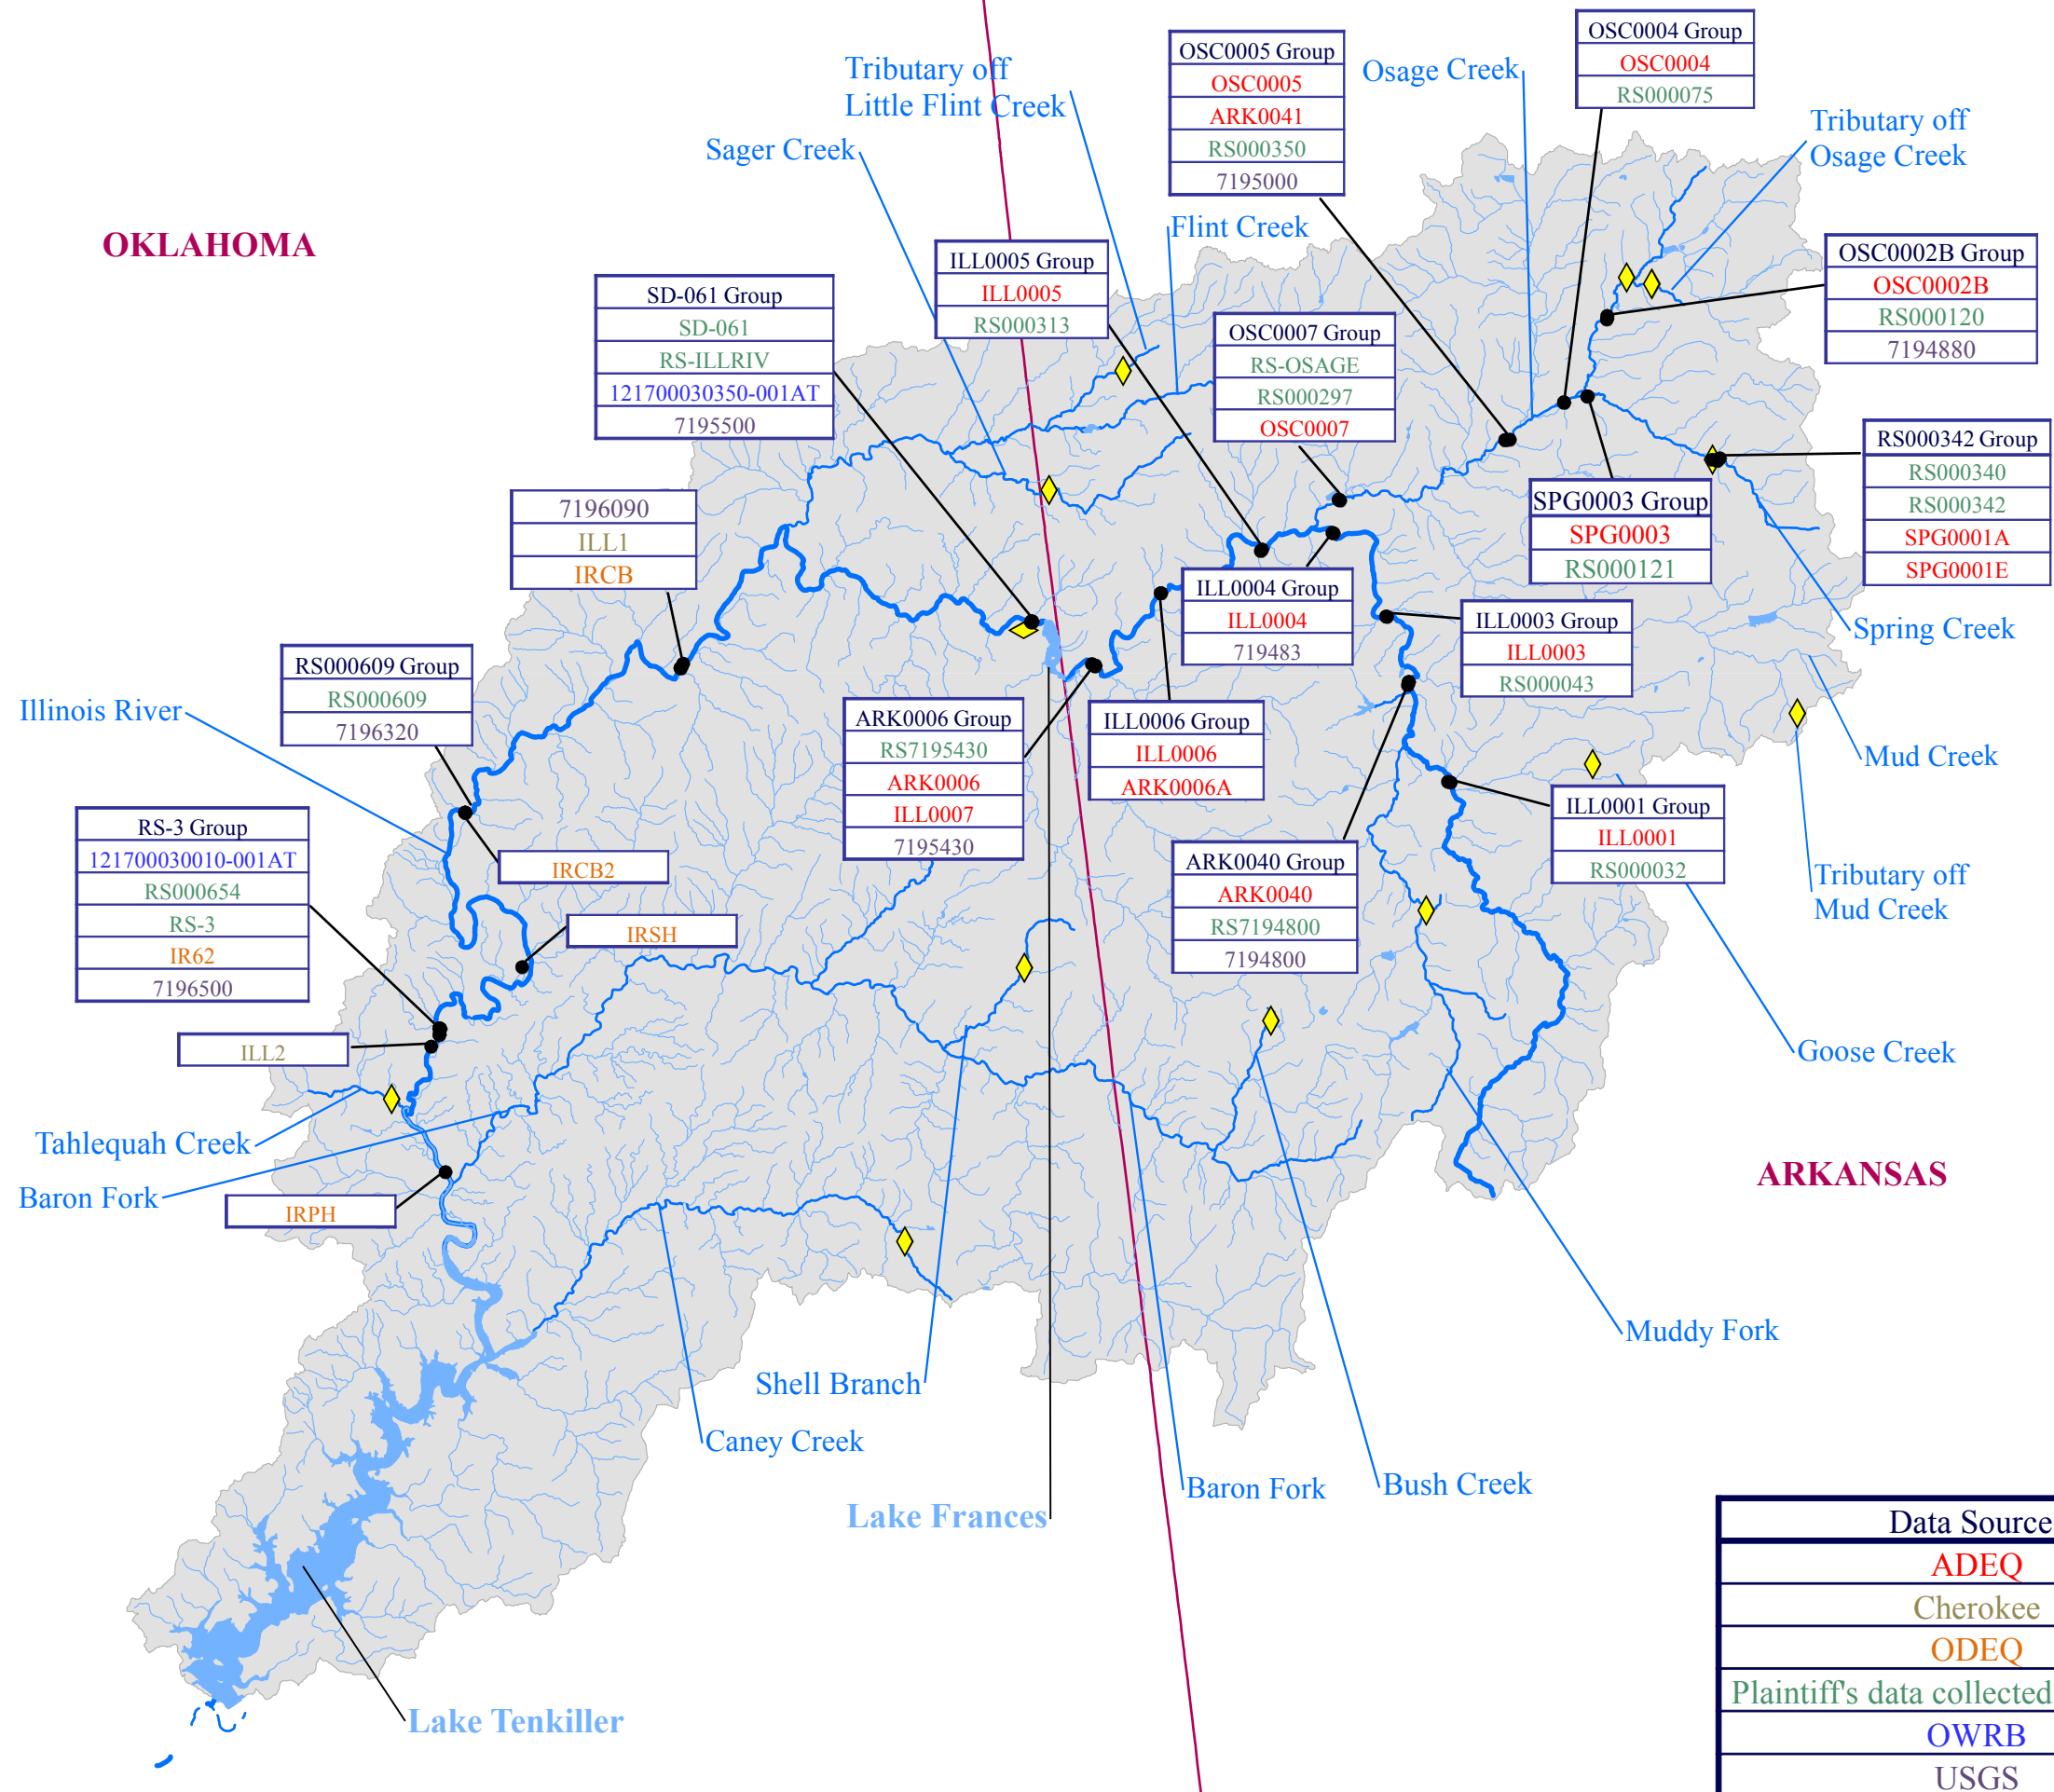 OSC0004 Group
OSC0004
RS000075
OSC0005 Group
OSC0005
ARK0041
RS000350
7195000
Osage Creek
Tributary off
Little Flint Creek
Tributary off
Osage Creek
Sager Creek
Flint Creek
OKLAHOMA
OSC0002B Group
OSC0002B
RS000120
7194880
ILL0005 Group
ILL0005
RS000313
SD-061 Group
SD-061
RS-ILLRIV
121700030350-001AT
7195500
OSC0007 Group
RS-OSAGE
RS000297
OSC0007
RS000342 Group
RS000340
RS000342
SPG0001A
SPG0001E
SPG0003 Group
SPG0003
RS000121
7196090
ILL1
IRCB
ILL0004 Group
ILL0004
719483
ILL0003 Group
ILL0003
RS000043
Spring Creek
RS000609 Group
RS000609
7196320
Illinois River
ARK0006 Group
RS7195430
ARK0006
ILL0007
7195430
ILL0006 Group
ILL0006
ARK0006A
Mud Creek
ILL0001 Group
ILL0001
RS000032
RS-3 Group
121700030010-001AT
RS000654
RS-3
IR62
7196500
IRCB2
ARK0040 Group
ARK0040
RS7194800
7194800
Tributary off
Mud Creek
IRSH
ILL2
Goose Creek
Tahlequah Creek
Baron Fork
IRPH
ARKANSAS
Muddy Fork
Shell Branch
Caney Creek
Baron Fork
Bush Creek
Lake Frances
Lake Tenkiller
Data Source
ADEQ
Cherokee
ODEQ
Plaintiff's data collected
OWRB
USGS